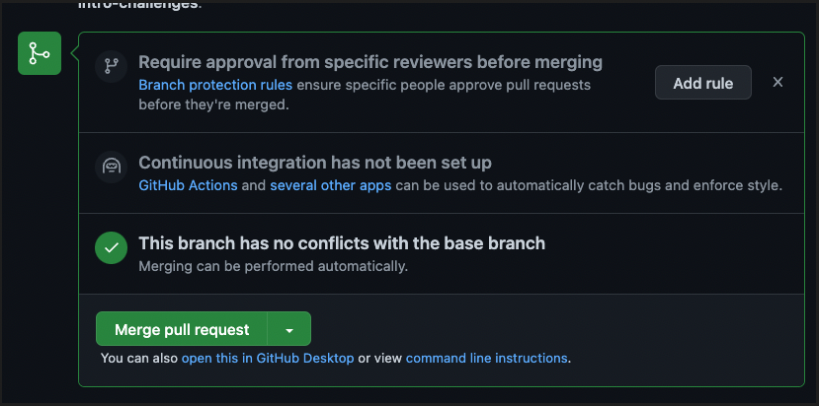 intro-challenges.
Require approval from specific reviewers before merging
Branch protection rules ensure specific people approve pull requests
before they're merged.
Add rule
Continuous integration has not been set up
GitHub Actions and several other apps can be used to automatically catch bugs and enforce style.
This branch has no conflicts with the base branch
Merging can be performed automatically.
Merge pull request
You can also open this in GitHub Desktop or view command line instructions.